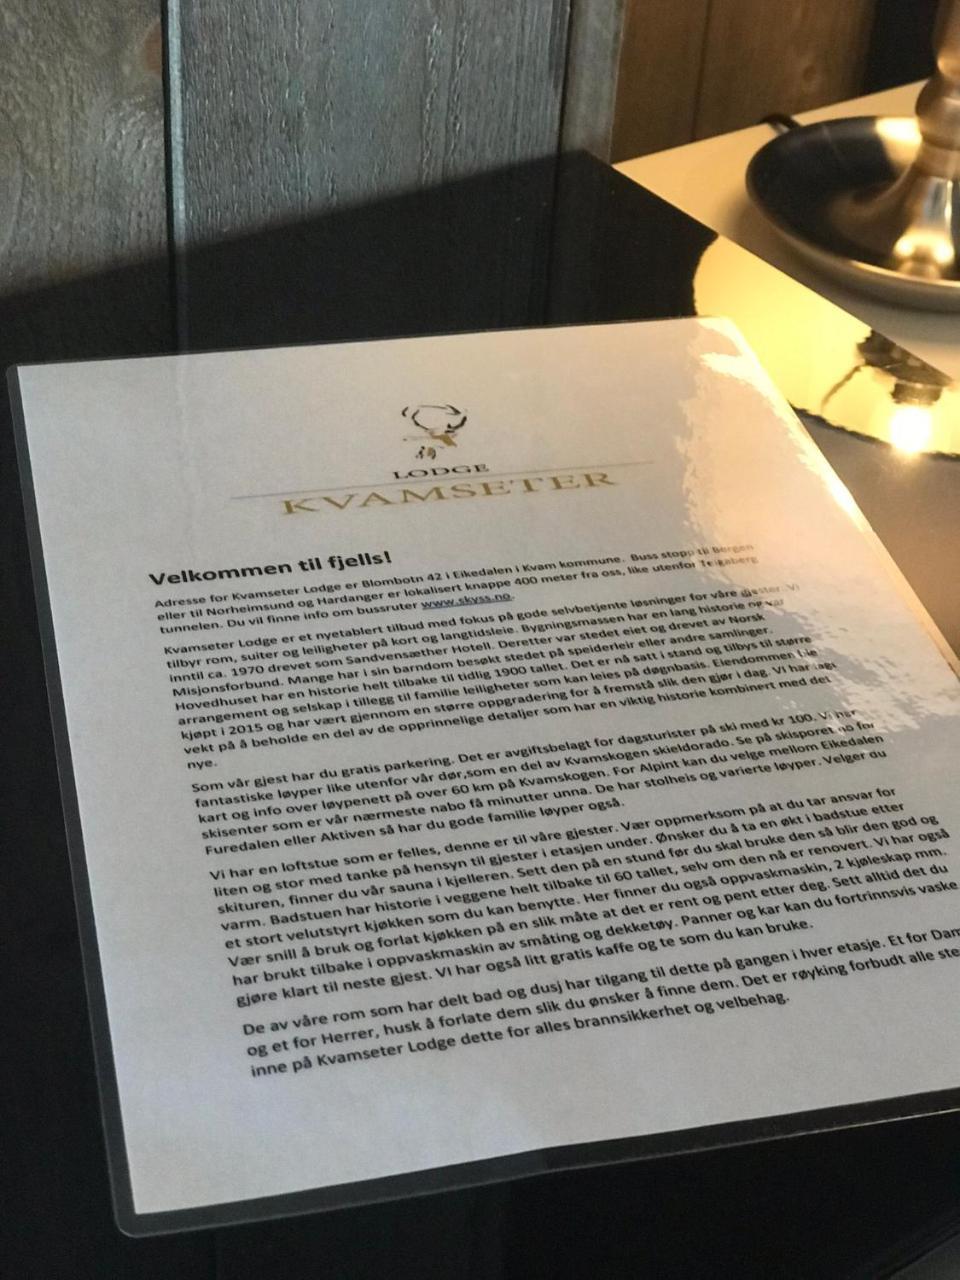 LODGE
KVAMSETER
Velkommen til fjells!
Adresse for Kvamseter Lodge er Blombotn 42 i Eikedalen i Kvam kommune. Buss stopp til Bergen
eller til Norheimsund og Hardanger er lokalisert knappe 400 meter fra oss, like utenfor Teigaberg
tunnelen. Du vil finne info om bussruter www.skyss.no.
Kvamseter Lodge er et nyetablert tilbud med fokus på gode selvbetjente løsninger for våre gjester. Vi
tilbyr rom, suiter og leiligheter på kort og langtidsleie. Bygningsmassen har en lang historie og var
inntil ca. 1970 drevet som Sandvensæther Hotell. Deretter var stedet eiet og drevet av Norsk
Misjonsforbund. Mange har i sin barndom besøkt stedet på speiderleir eller andre samlinger.
Hovedhuset har en historie helt tilbake til tidlig 1900 tallet. Det er nå satt i stand og tilbys til større
arrangement og selskap i tillegg til familie leiligheter som kan leies på døgnbasis. Eiendommen ble
kjøpt i 2015 og har vært gjennom en større oppgradering for å fremstå slik den gjør i dag. Vi har lagt
vekt på å beholde en del av de opprinnelige detaljer som har en viktig historie kombinert med det
nye.
Som vår gjest har du gratis parkering. Det er avgiftsbelagt for dagsturister på ski med kr 100. Vi har
fantastiske løyper like utenfor vår dør,som en del av Kvamskogen skieldorado. Se på skisporet no for
kart og info over løypenett på over 60 km på Kvamskogen. For Alpint kan du velge mellom Eikedalen
skisenter som er vår nærmeste nabo få minutter unna. De har stolheis og varierte løyper. Velger du
Furedalen eller Aktiven så har du gode familie løyper også.
Vi har en loftstue som er felles, denne er til våre gjester. Vær oppmerksom på at du tar ansvar for
liten og stor med tanke på hensyn til gjester i etasjen under. Ønsker du å ta en økt i badstue etter
skituren, finner du vår sauna i kjelleren. Sett den på en stund før du skal bruke den så blir den god og
varm. Badstuen har historie i veggene helt tilbake til 60 tallet, selv om den nå er renovert. Vi har også
et stort velutstyrt kjøkken som du kan benytte. Her finner du også oppvaskmaskin, 2 kjøleskap mm.
Vær snill å bruk og forlat kjøkken på en slik måte at det er rent og pent etter deg. Sett alltid det du
har brukt tilbake i oppvaskmaskin av småting og dekketøy. Panner og kar kan du fortrinnsvis vaske
gjøre klart til neste gjest. Vi har også litt gratis kaffe og te som du kan bruke.
De av våre rom som har delt bad og dusj har tilgang til dette på gangen i hver etasje. Et for Dam
og et for Herrer, husk å forlate dem slik du ønsker å finne dem. Det er røyking forbudt alle ste
inne på Kvamseter Lodge dette for alles brannsikkerhet og velbehag.